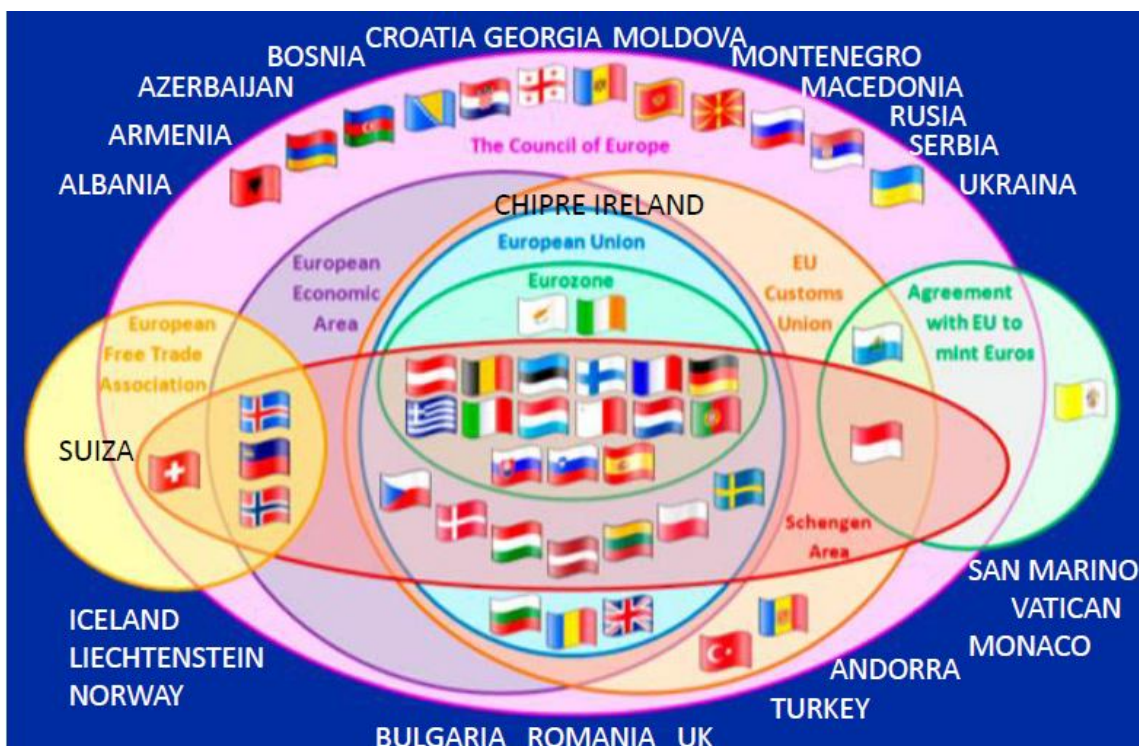 CROATIA GEORGIA MOLDOVA
BOSNIA
MONTENEGRO
AZERBAIJAN
MACEDONIA
RUSIA
ARMENIA
SERBIA
The Council of Europe
ALBANIA
UKRAINA
CHIPRE IRELAND
European Union
European
Economic
Area
EU
Customs
Union
Eurozone
Agreement
with EU to
mint Euros
European
Free Trade
Association
SUIZA
Schengen
Area
SAN MARINO
VATICAN
MONACO
ICELAND
LIECHTENSTEIN
NORWAY
ANDORRA
TURKEY
BULGARIA ROMANIA UK